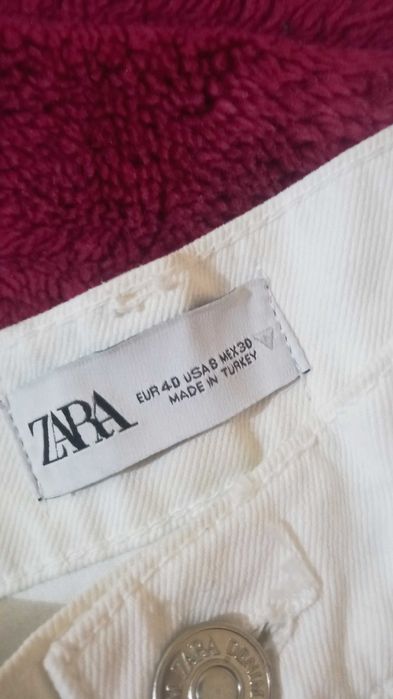 ZARA
EUR 40 USA 8 MEX 30
MADE IN TURKEY
ZARA DENIM